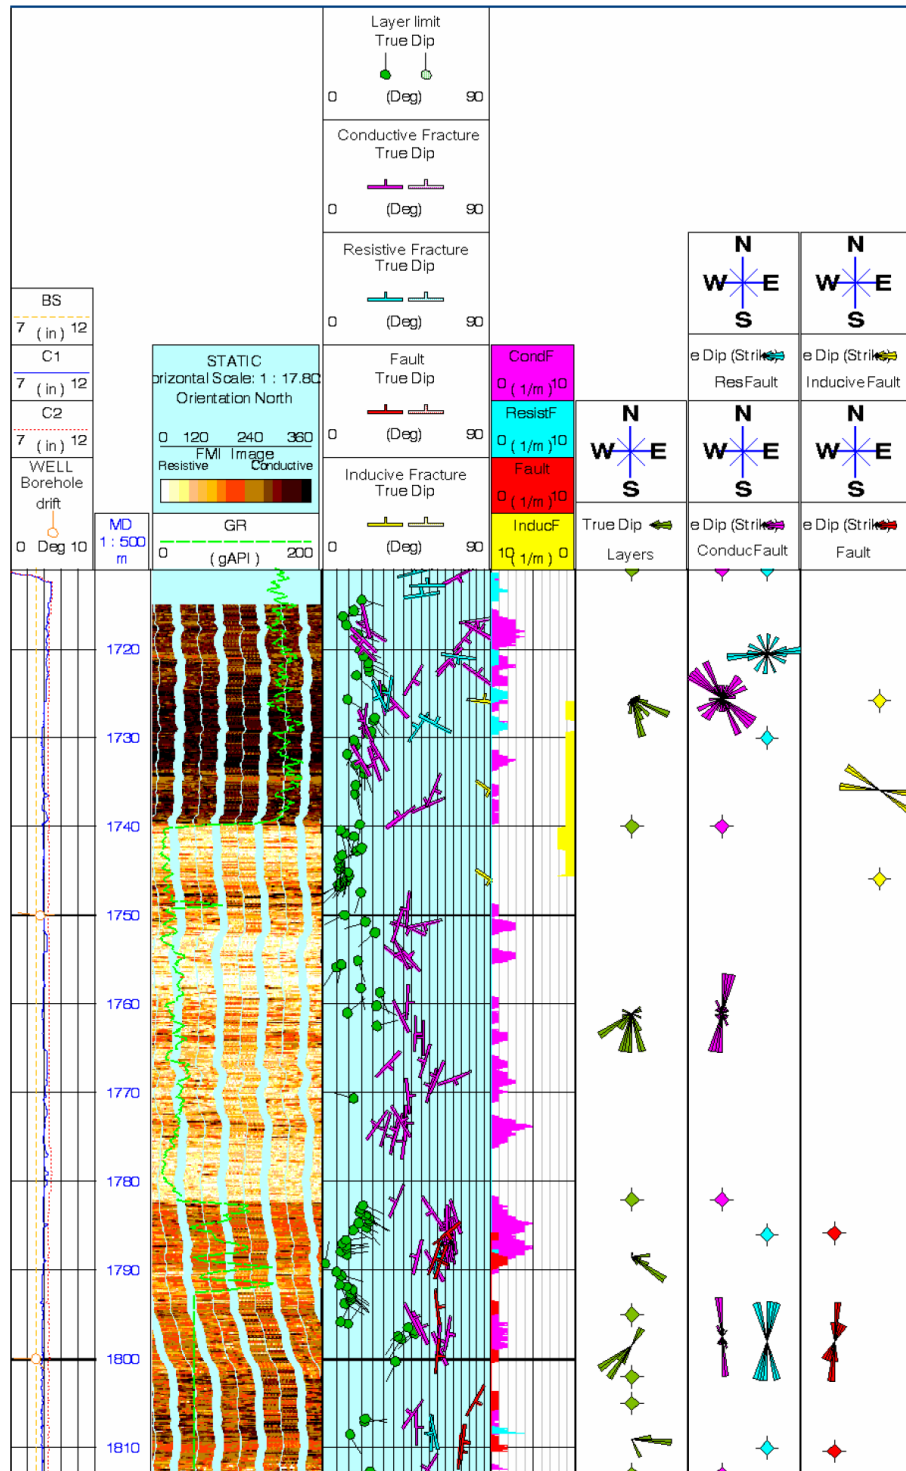 Layer limit
True Dip
0 (Deg) 90
Conductive Fracture
True Dip
0 (Deg) 90
Resistive Fracture
True Dip
0 (Deg) 90
Fault
True Dip
0 (Deg) 90
Inducive Fracture
True Dip
0 (Deg) 90
BS
7 (in) 12
C1
7 (in) 12
C2
7 (in) 12
WELL
Borehole
drift
0 Deg 10
MD
1 : 500
m
STATIC
orizontal Scale: 1 : 17.80
Orientation North
0 120 240 360
FMI Image
Resistive Conductive
GR
0 (gAPI) 200
CondF
0 (1/m) 10
ResistF
0 (1/m) 10
Fault
0 (1/m) 10
InducF
10 (1/m) 0
N
W E
S
e Dip (Strik
ResFault
N
W E
S
e Dip (Strik
Inducive Fault
N
W E
S
True Dip
Layers
N
W E
S
e Dip (Strik
ConducFault
N
W E
S
e Dip (Strik
Fault
1720
1730
1740
1750
1760
1770
1780
1790
1800
1810